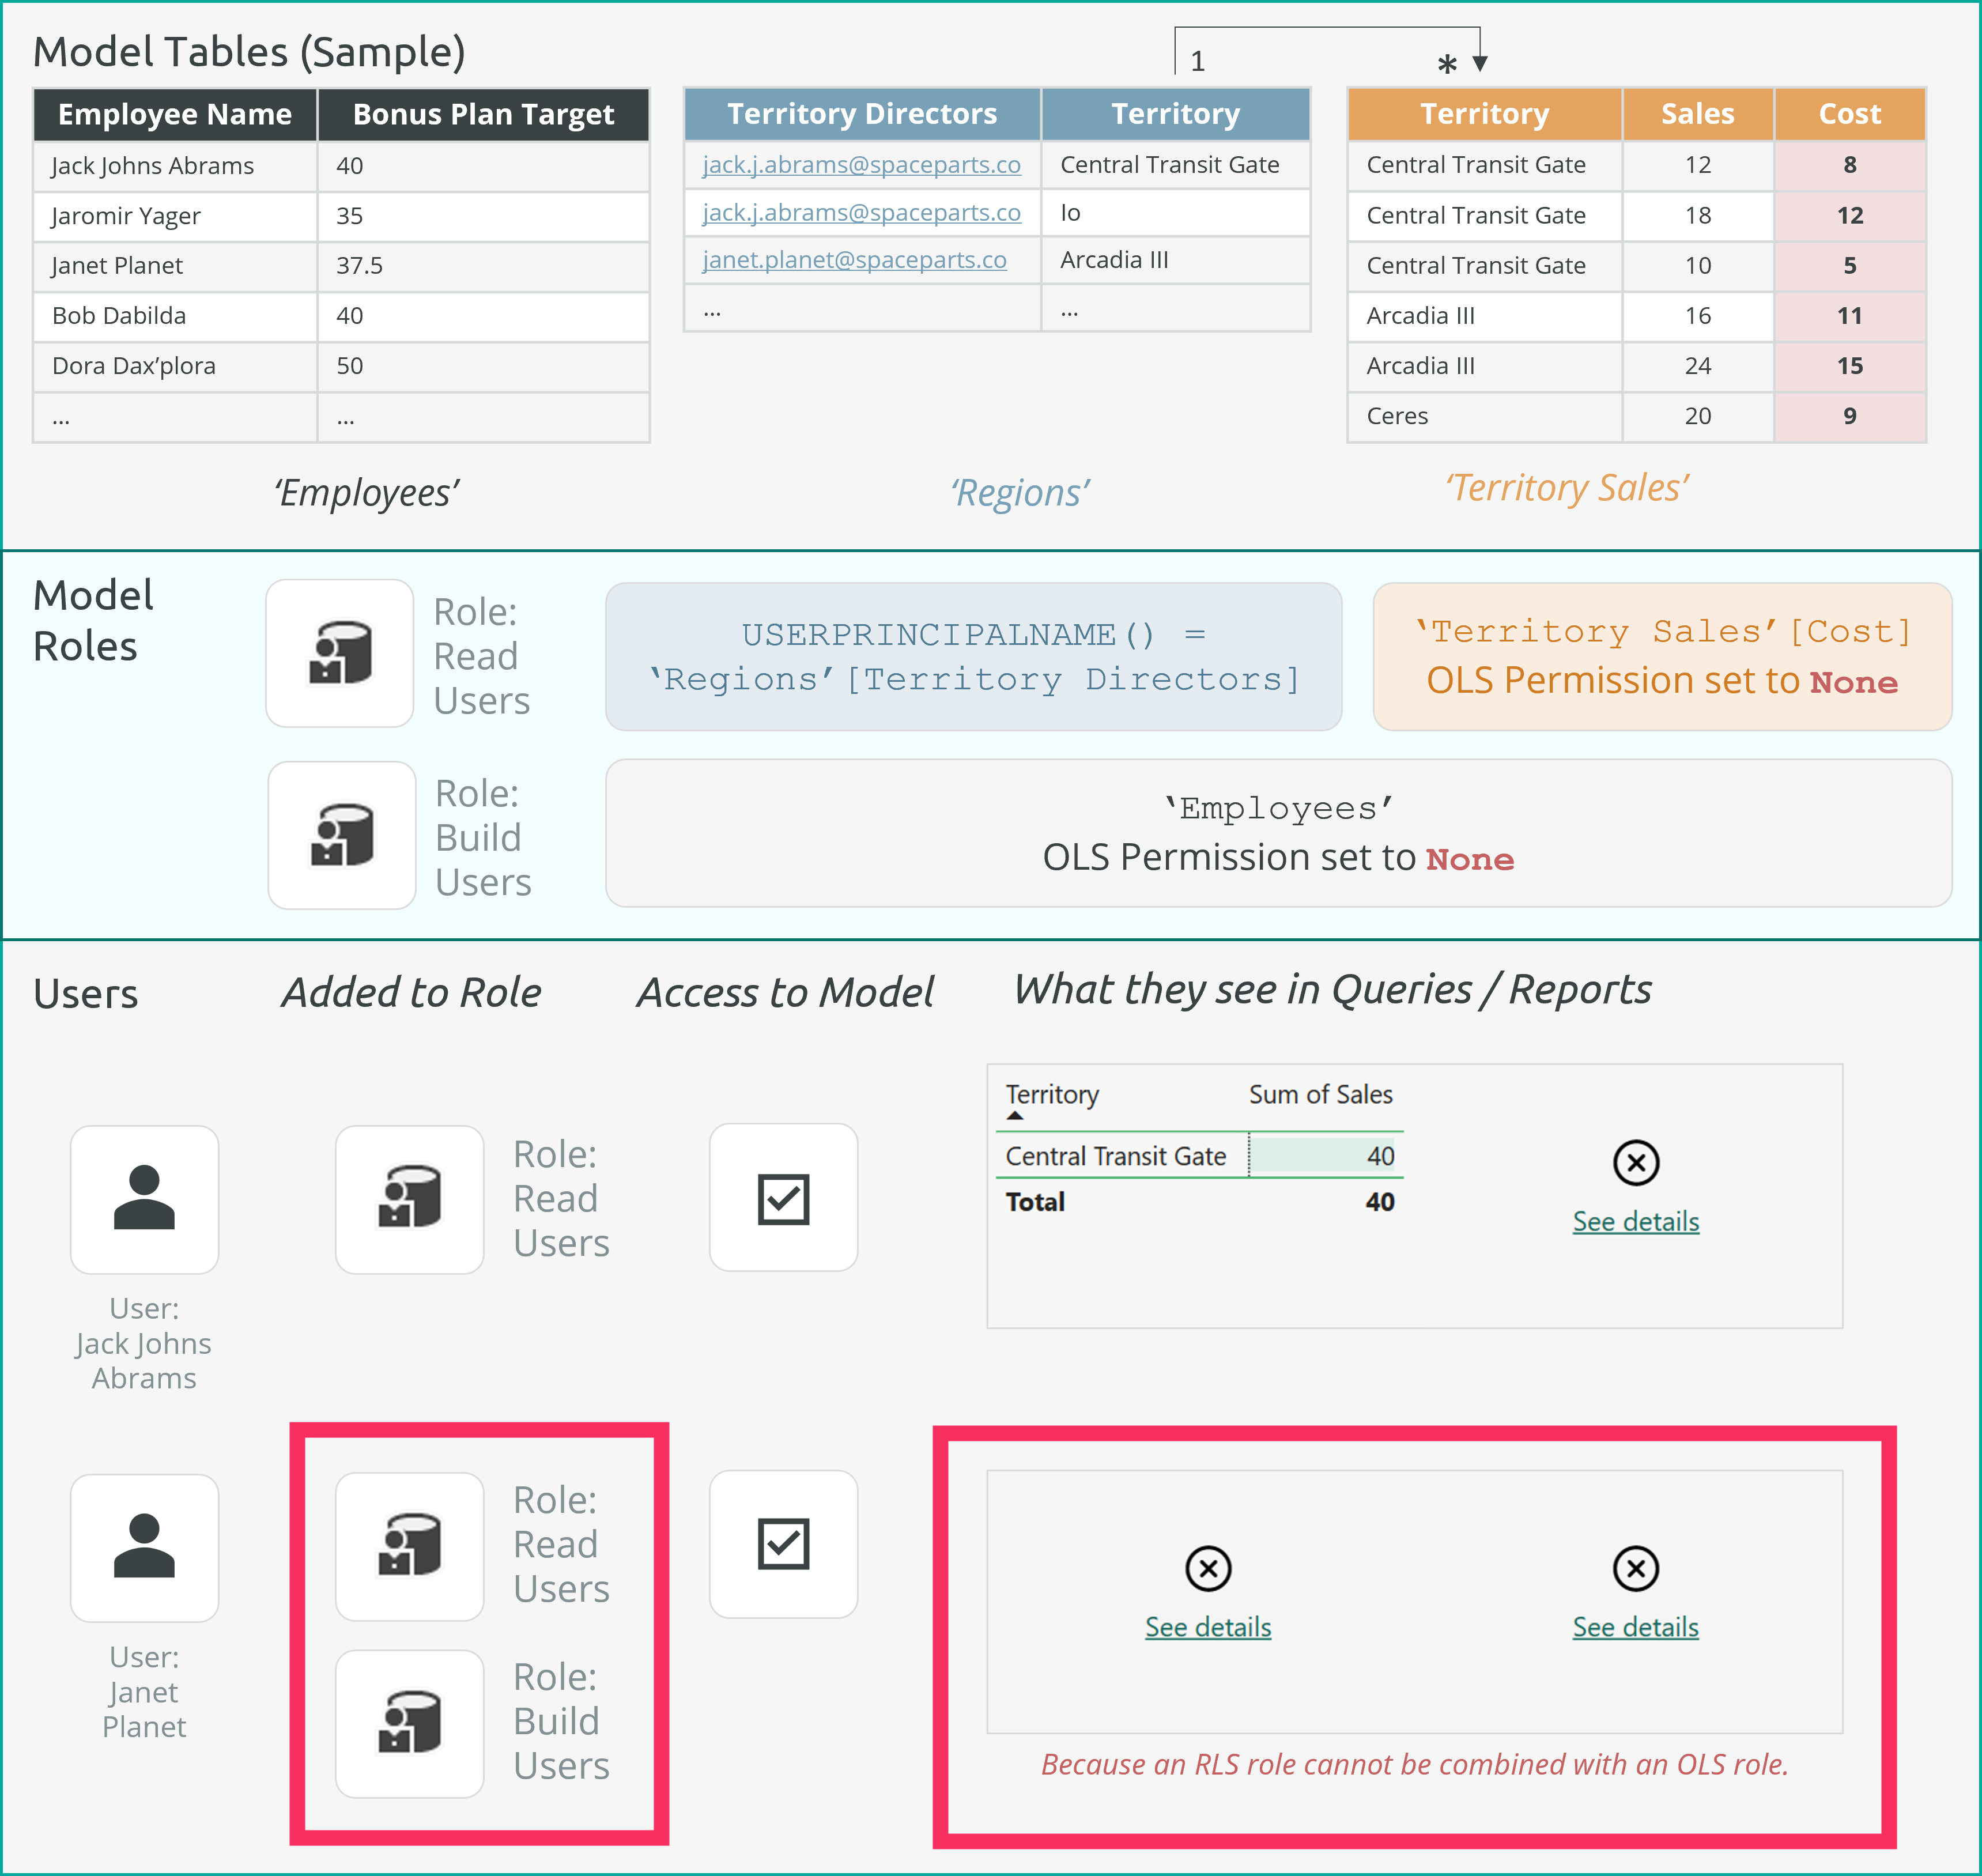 Model Tables (Sample)
1
*
Employee Name Bonus Plan Target
Jack Johns Abrams 40
Jaromir Yager 35
Janet Planet 37.5
Bob Dabilda 40
Dora Dax’plora 50
... ...
‘Employees’
Territory Directors Territory
jack.j.abrams@spaceparts.co Central Transit Gate
jack.j.abrams@spaceparts.co Io
janet.planet@spaceparts.co Arcadia III
... ...
‘Regions’
Territory Sales Cost
Central Transit Gate 12 8
Central Transit Gate 18 12
Central Transit Gate 10 5
Arcadia III 16 11
Arcadia III 24 15
Ceres 20 9
‘Territory Sales’
Model
Roles
Role:
Read
Users
USERPRINCIPALNAME() =
‘Regions’[Territory Directors]
‘Territory Sales’[Cost]
OLS Permission set to None
Role:
Build
Users
‘Employees’
OLS Permission set to None
Users Added to Role Access to Model What they see in Queries / Reports
User:
Jack Johns
Abrams
Role:
Read
Users
Territory Sum of Sales
Central Transit Gate 40
Total 40
See details
User:
Janet
Planet
Role:
Read
Users
Role:
Build
Users
See details See details
Because an RLS role cannot be combined with an OLS role.